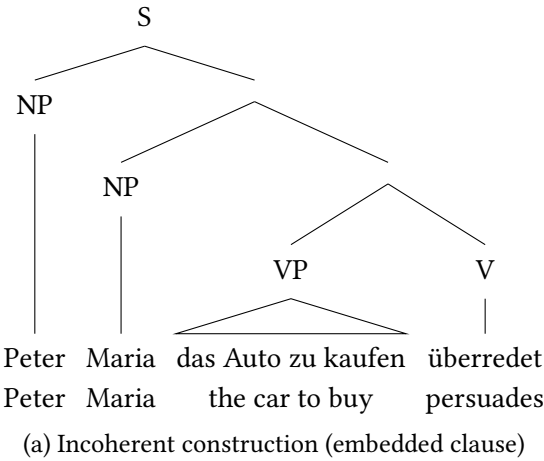 S
NP
NP
VP V
Peter Maria das Auto zu kaufen überredet
Peter Maria the car to buy persuades
(a) Incoherent construction (embedded clause)